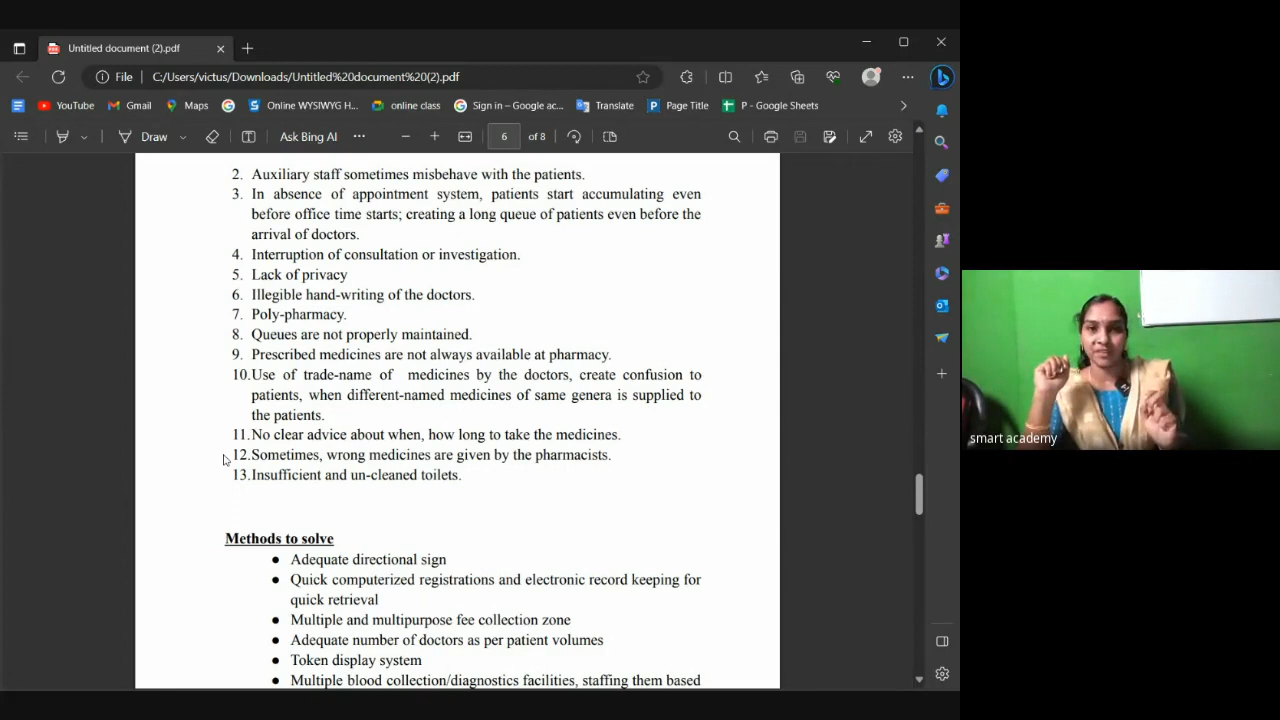 Untitled document (2).pdf
File C:/Users/victus/Downloads/Untitled%20document%20(2).pdf
YouTube Gmail Maps Online WYSIWYG H... online class Sign in – Google ac... Translate Page Title P - Google Sheets
Draw Ask Bing AI 6 of 8
2. Auxiliary staff sometimes misbehave with the patients.
3. In absence of appointment system, patients start accumulating even
before office time starts; creating a long queue of patients even before the
arrival of doctors.
4. Interruption of consultation or investigation.
5. Lack of privacy
6. Illegible hand-writing of the doctors.
7. Poly-pharmacy.
8. Queues are not properly maintained.
9. Prescribed medicines are not always available at pharmacy.
10.Use of trade-name of medicines by the doctors, create confusion to
patients, when different-named medicines of same genera is supplied to
the patients.
11.No clear advice about when, how long to take the medicines.
12.Sometimes, wrong medicines are given by the pharmacists.
13.Insufficient and un-cleaned toilets.
Methods to solve
● Adequate directional sign
● Quick computerized registrations and electronic record keeping for
quick retrieval
● Multiple and multipurpose fee collection zone
● Adequate number of doctors as per patient volumes
● Token display system
● Multiple blood collection/diagnostics facilities, staffing them based
smart academy